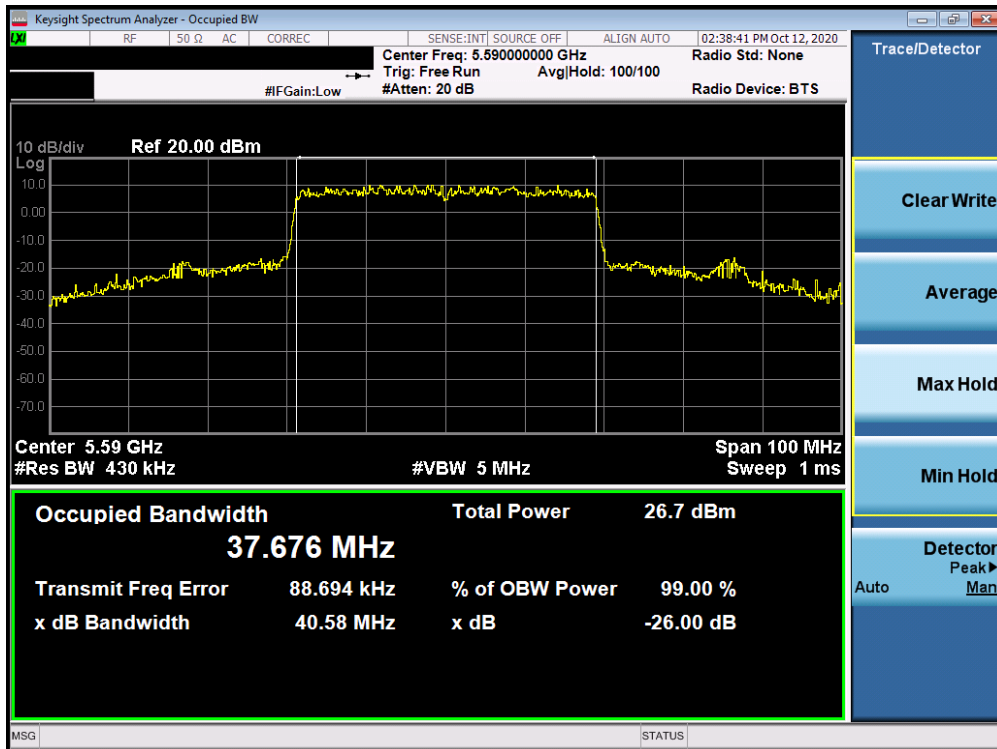 Keysight Spectrum Analyzer - Occupied BW
LXI RF 50 Ω AC CORREC SENSE:INT SOURCE OFF ALIGN AUTO 02:38:41 PM Oct 12, 2020
Center Freq: 5.590000000 GHz Radio Std: None
Trig: Free Run Avg|Hold: 100/100
#IFGain:Low #Atten: 20 dB Radio Device: BTS
10 dB/div Ref 20.00 dBm
Log
10.0
0.00
-10.0
-20.0
-30.0
-40.0
-50.0
-60.0
-70.0
Center 5.59 GHz Span 100 MHz
#Res BW 430 kHz #VBW 5 MHz Sweep 1 ms
Occupied Bandwidth Total Power 26.7 dBm
37.676 MHz
Transmit Freq Error 88.694 kHz % of OBW Power 99.00 %
x dB Bandwidth 40.58 MHz x dB -26.00 dB
MSG STATUS
Trace/Detector
Clear Write
Average
Max Hold
Min Hold
Detector
Peak▶
Auto Man